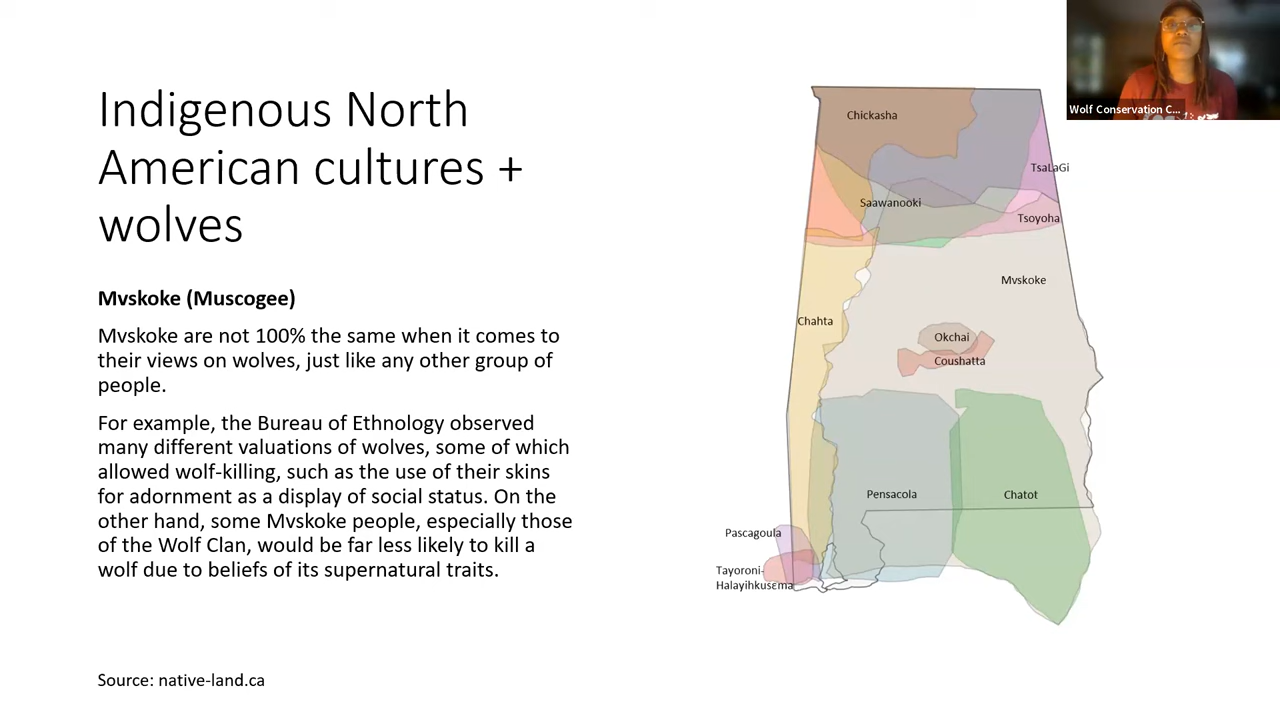 Indigenous North
American cultures +
wolves
Mvskoke (Muscogee)
Mvskoke are not 100% the same when it comes to
their views on wolves, just like any other group of
people.
For example, the Bureau of Ethnology observed
many different valuations of wolves, some of which
allowed wolf-killing, such as the use of their skins
for adornment as a display of social status. On the
other hand, some Mvskoke people, especially those
of the Wolf Clan, would be far less likely to kill a
wolf due to beliefs of its supernatural traits.
Source: native-land.ca
Chickasha
TsaLaGi
Saawanooki
Tsoyoha
Mvskoke
Chahta
Okchai
Coushatta
Pensacola
Chatot
Pascagoula
Tayoroni-
Halayihkusɛma
Wolf Conservation C...